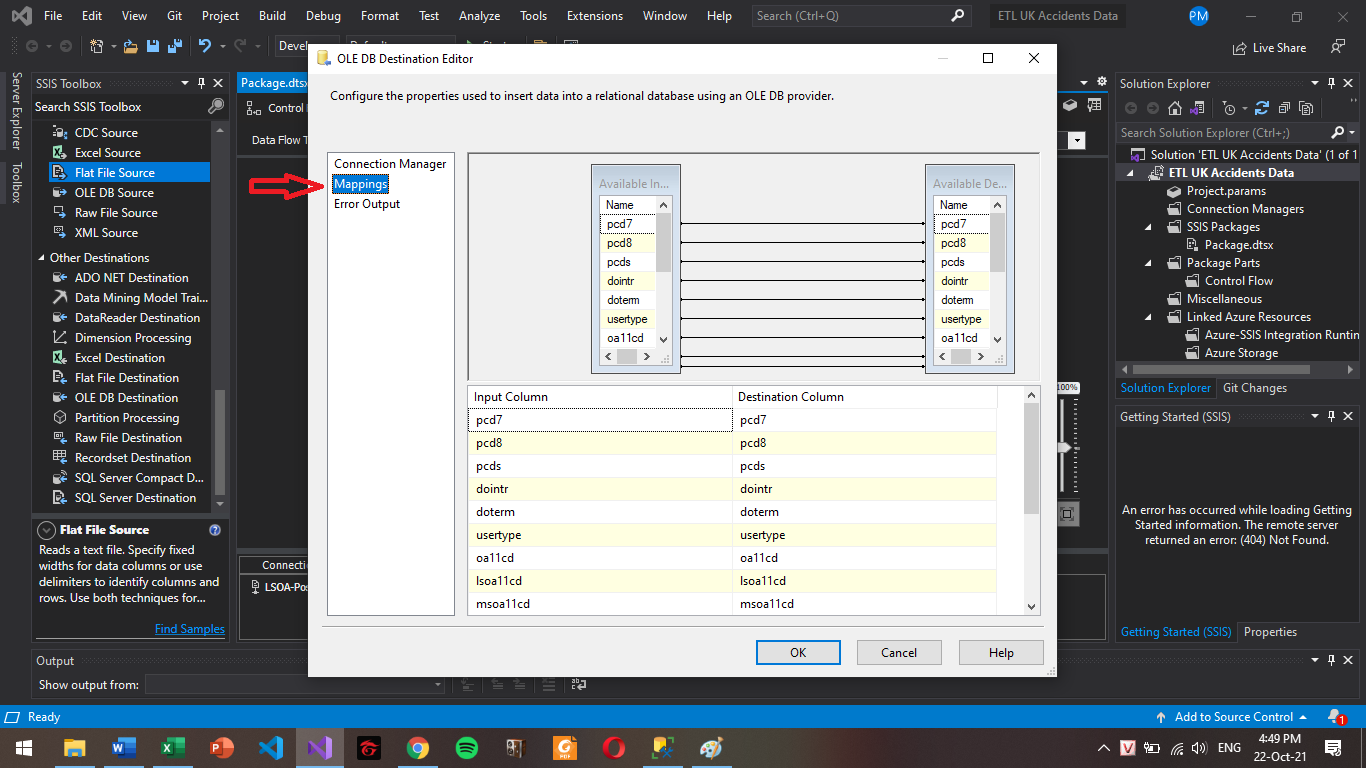 File Edit View Git Project Build Debug Format Test Analyze Tools Extensions Window Help Search (Ctrl+Q) ETL UK Accidents Data PM
Live Share
Server Explorer
Toolbox
SSIS Toolbox
Search SSIS Toolbox
CDC Source
Excel Source
Flat File Source
OLE DB Source
Raw File Source
XML Source
Other Destinations
ADO NET Destination
Data Mining Model Trai...
DataReader Destination
Dimension Processing
Excel Destination
Flat File Destination
OLE DB Destination
Partition Processing
Raw File Destination
Recordset Destination
SQL Server Compact D...
SQL Server Destination
Flat File Source
Reads a text file. Specify fixed
widths for data columns or use
delimiters to identify columns and
rows. Use both techniques for...
Find Samples
Package.dtsx
Data Flow T
OLE DB Destination Editor
Configure the properties used to insert data into a relational database using an OLE DB provider.
Connection Manager
Mappings
Error Output
Available In...
Name
pcd7
pcd8
pcds
dointr
doterm
usertype
oa11cd
Available De...
Name
pcd7
pcd8
pcds
dointr
doterm
usertype
oa11cd
Input Column Destination Column
pcd7 pcd7
pcd8 pcd8
pcds pcds
dointr dointr
doterm doterm
usertype usertype
oa11cd oa11cd
lsoa11cd lsoa11cd
msoa11cd msoa11cd
OK Cancel Help
100%
Solution Explorer
Search Solution Explorer (Ctrl+;)
Solution 'ETL UK Accidents Data' (1 of 1
ETL UK Accidents Data
Project.params
Connection Managers
SSIS Packages
Package.dtsx
Package Parts
Control Flow
Miscellaneous
Linked Azure Resources
Azure-SSIS Integration Runtin
Azure Storage
Solution Explorer Git Changes
Getting Started (SSIS)
An error has occurred while loading Getting
Started information. The remote server
returned an error: (404) Not Found.
Getting Started (SSIS) Properties
Output
Show output from:
Ready Add to Source Control 1
ENG
4:49 PM
22-Oct-21